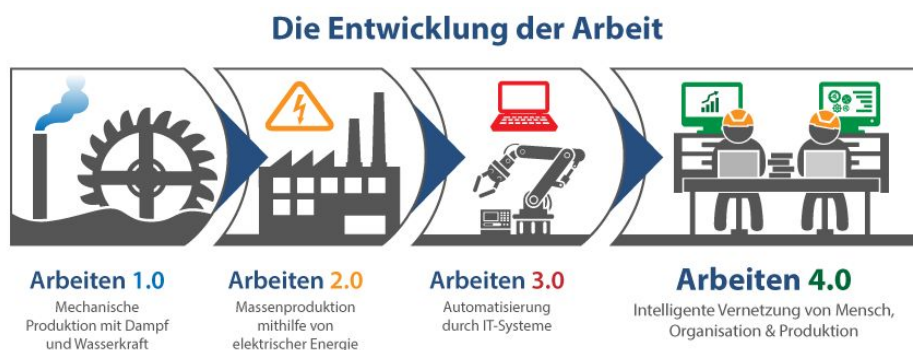 Die Entwicklung der Arbeit
Arbeiten 1.0
Mechanische
Produktion mit Dampf
und Wasserkraft
Arbeiten 2.0
Massenproduktion
mithilfe von
elektrischer Energie
Arbeiten 3.0
Automatisierung
durch IT-Systeme
Arbeiten 4.0
Intelligente Vernetzung von Mensch,
Organisation & Produktion